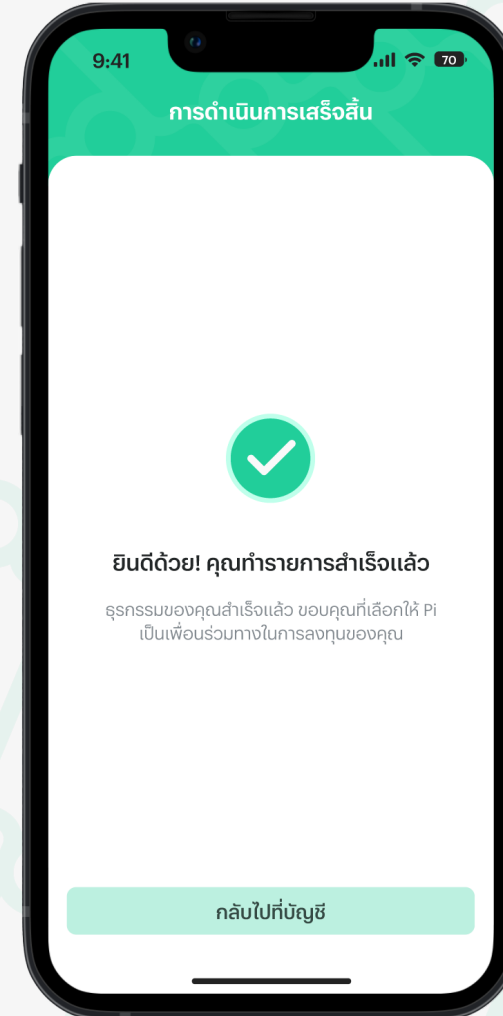 9:41
70
การดำเนินการเสร็จสิ้น
ยินดีด้วย! คุณทำรายการสำเร็จแล้ว
ธุรกรรมของคุณสำเร็จแล้ว ขอบคุณที่เลือกให้ Pi
เป็นเพื่อนร่วมทางในการลงทุนของคุณ
กลับไปที่บัญชี